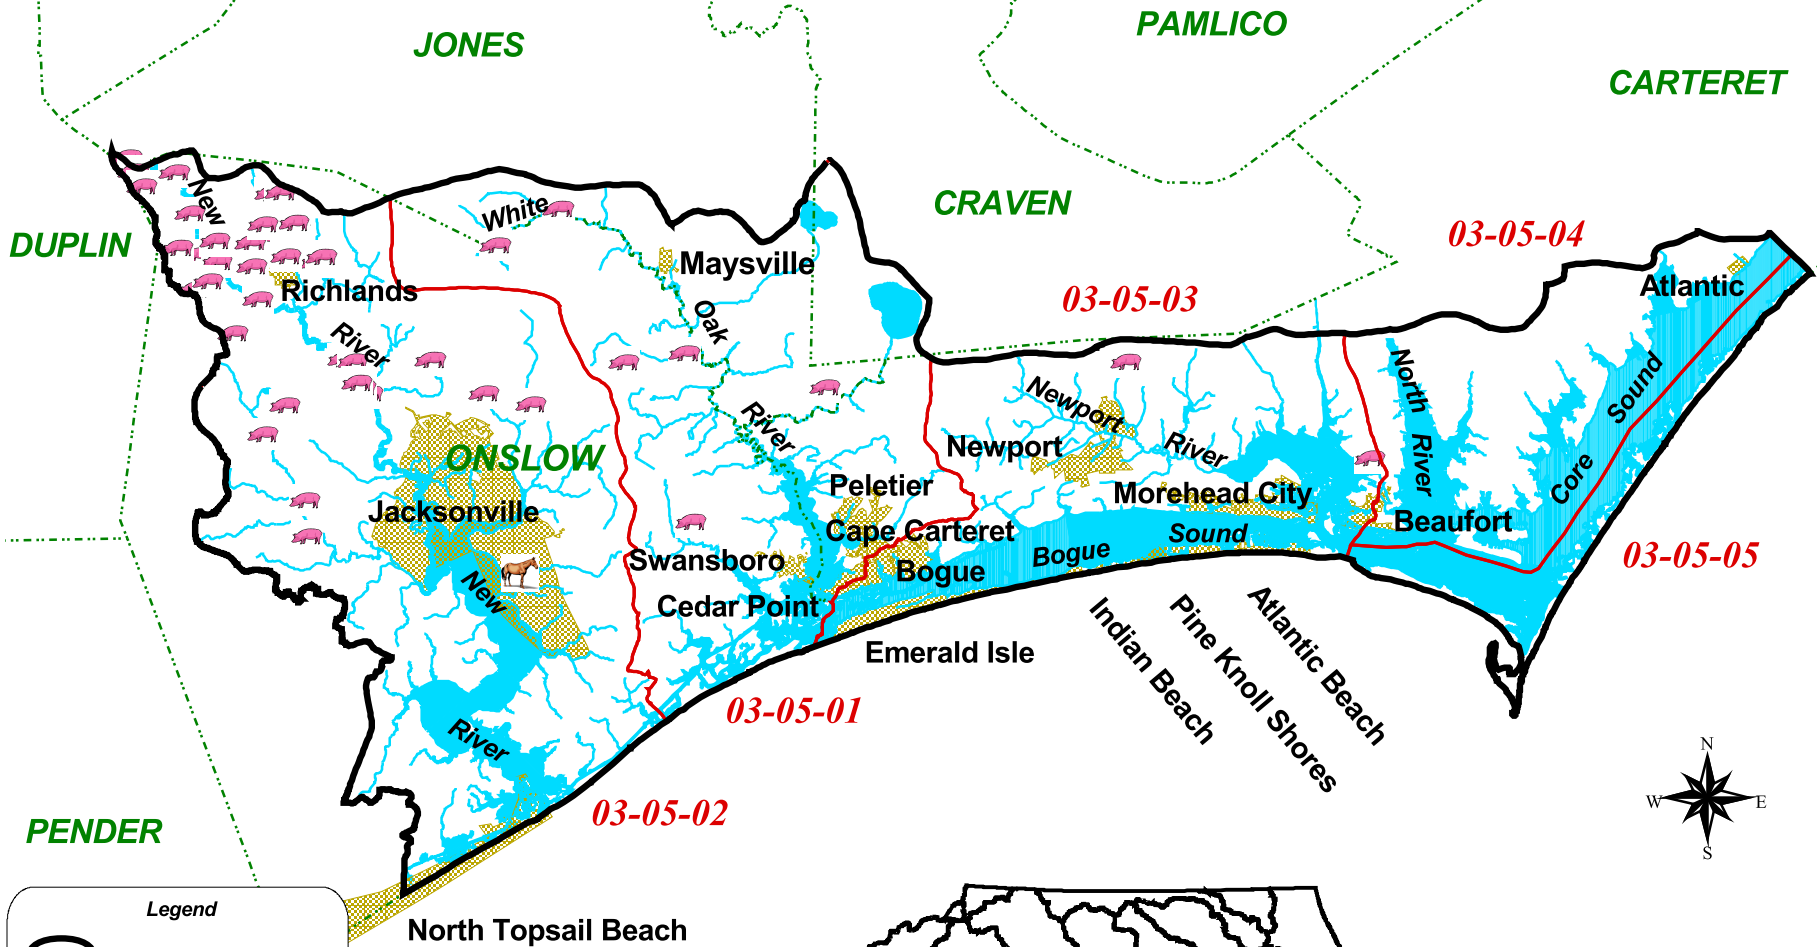 PAMLICO
JONES
CARTERET
CRAVEN
DUPLIN
New
White
03-05-04
Maysville
Atlantic
Richlands
03-05-03
Oak
River
North
Sound
Newport
River
River
Newport
River
ONSLOW
Core
Peletier
Morehead City
Jacksonville
Beaufort
Cape Carteret
Sound
Bogue
03-05-05
Swansboro
Bogue
New
Cedar Point
Emerald Isle
Indian Beach
Pine Knoll Shores
Atlantic Beach
03-05-01
River
N
W
E
S
03-05-02
PENDER
Legend
North Topsail Beach